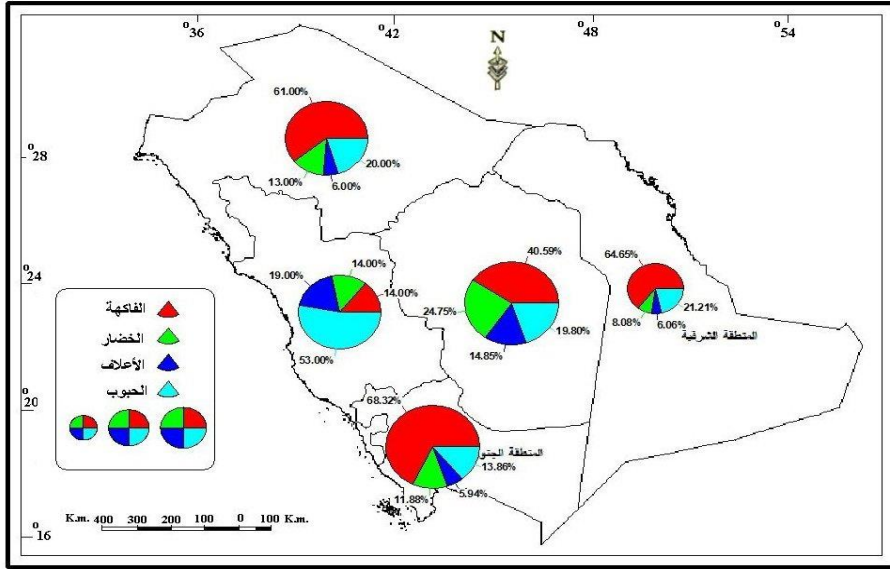 36 42 48 54
N
28
24
20
16
61.00%
13.00%
6.00%
20.00%
19.00%
14.00%
14.00%
53.00%
40.59%
24.75%
14.85%
19.80%
64.65%
8.08%
6.06%
21.21%
المنطقة الشرقية
68.32%
المنطقة الجنو
13.86%
5.94%
11.88%
الفاكهة
الخضار
الأعلاف
الحبوب
K.m. 400 300 200 100 0 100 K.m.